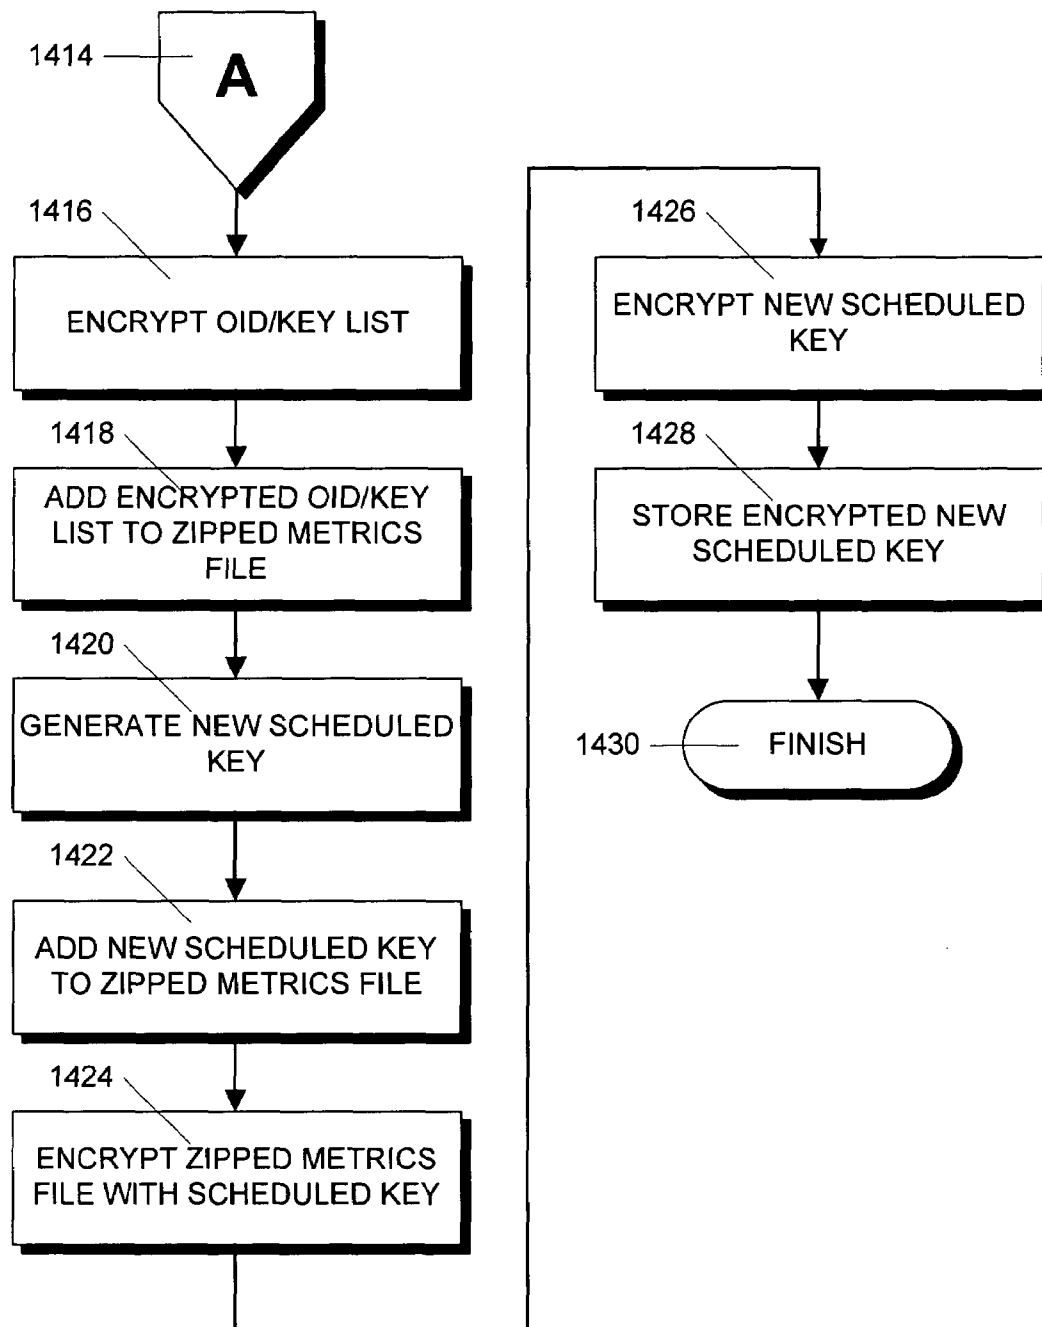 1414
A
1416
ENCRYPT OID/KEY LIST
1418
ADD ENCRYPTED OID/KEY
LIST TO ZIPPED METRICS
FILE
1420
GENERATE NEW SCHEDULED
KEY
1422
ADD NEW SCHEDULED KEY
TO ZIPPED METRICS FILE
1424
ENCRYPT ZIPPED METRICS
FILE WITH SCHEDULED KEY
1426
ENCRYPT NEW SCHEDULED
KEY
1428
STORE ENCRYPTED NEW
SCHEDULED KEY
1430
FINISH